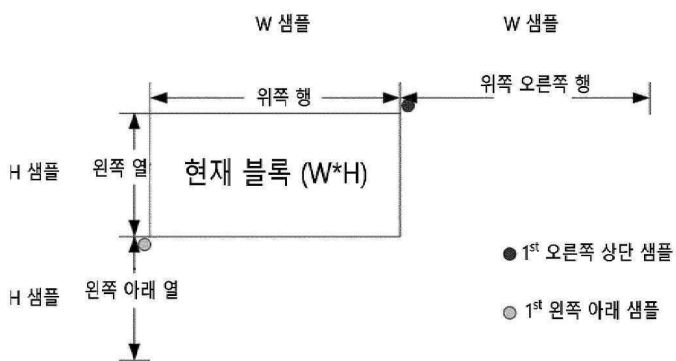 W 샘플
W 샘플
위쪽 행
위쪽 오른쪽 행
H 샘플
왼쪽 열
현재 블록 (W*H)
1st 오른쪽 상단 샘플
H 샘플
왼쪽 아래 열
1st 왼쪽 아래 샘플